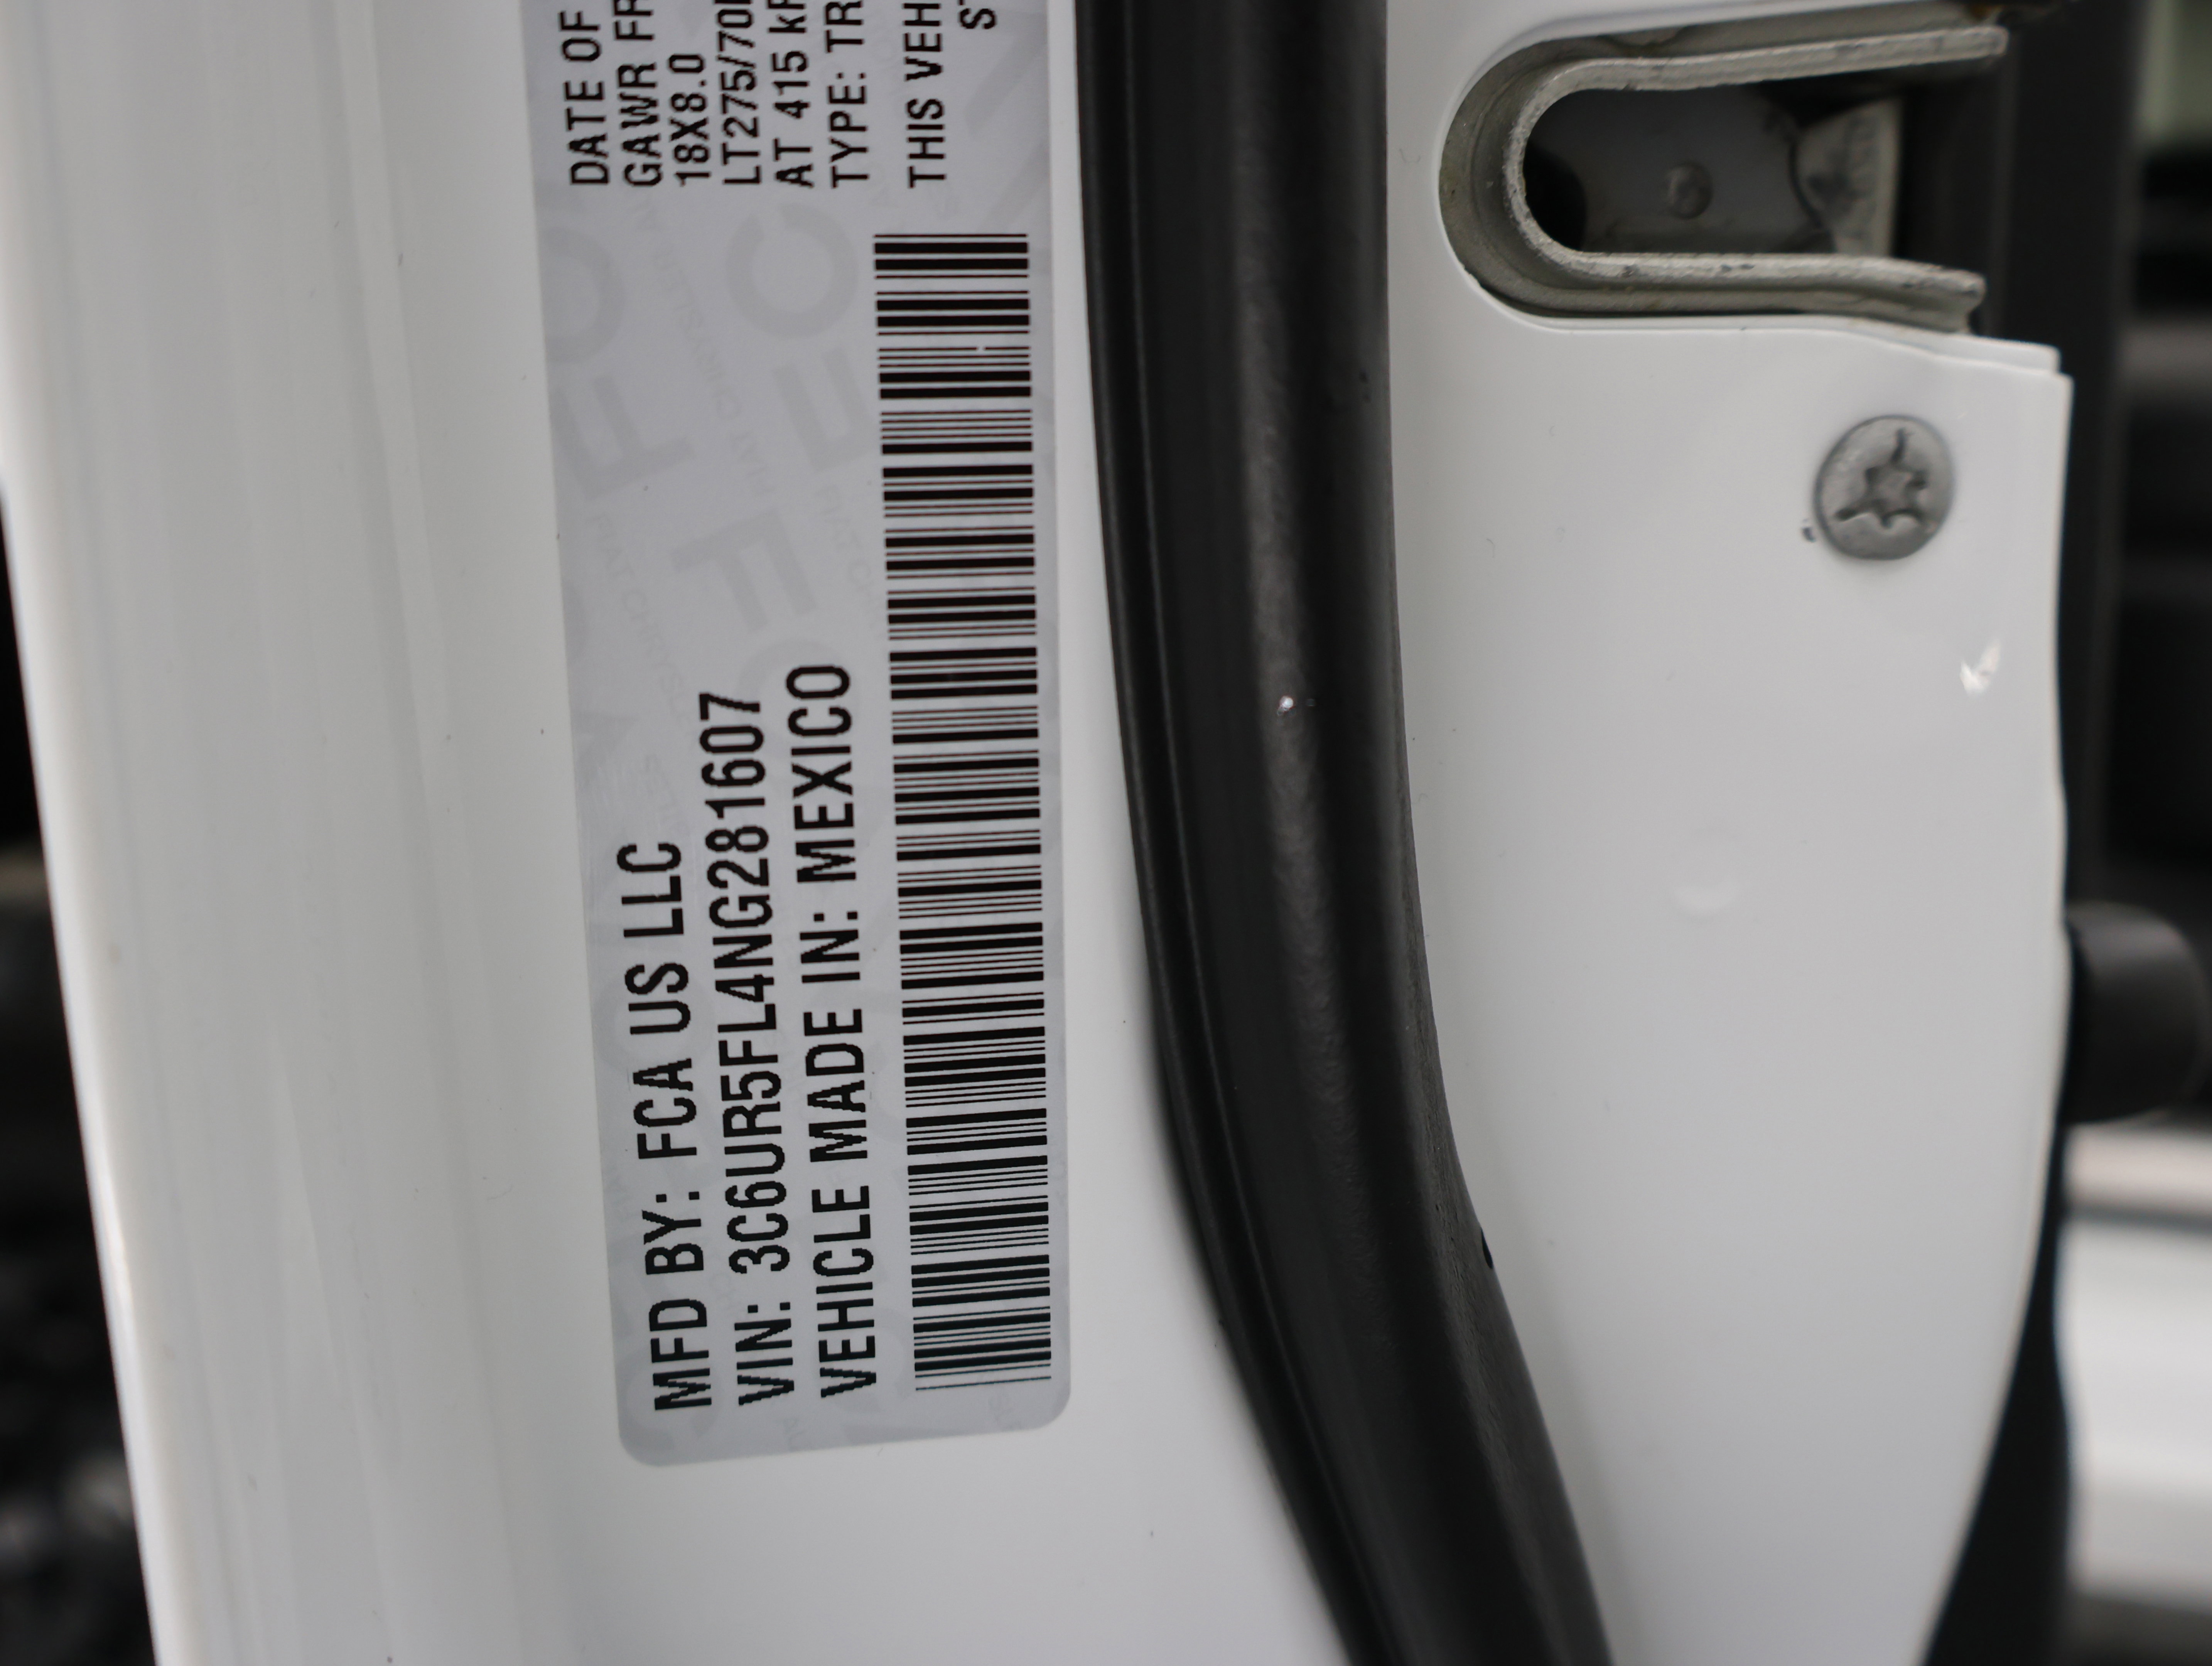 MFD BY: FCA US LLC
VIN: 3C6UR5FL4NG281607
VEHICLE MADE IN: MEXICO
DATE OF
GAWR FR
18X8.0
LT275/70
AT 415 kP
TYPE: TR
THIS VEH
ST